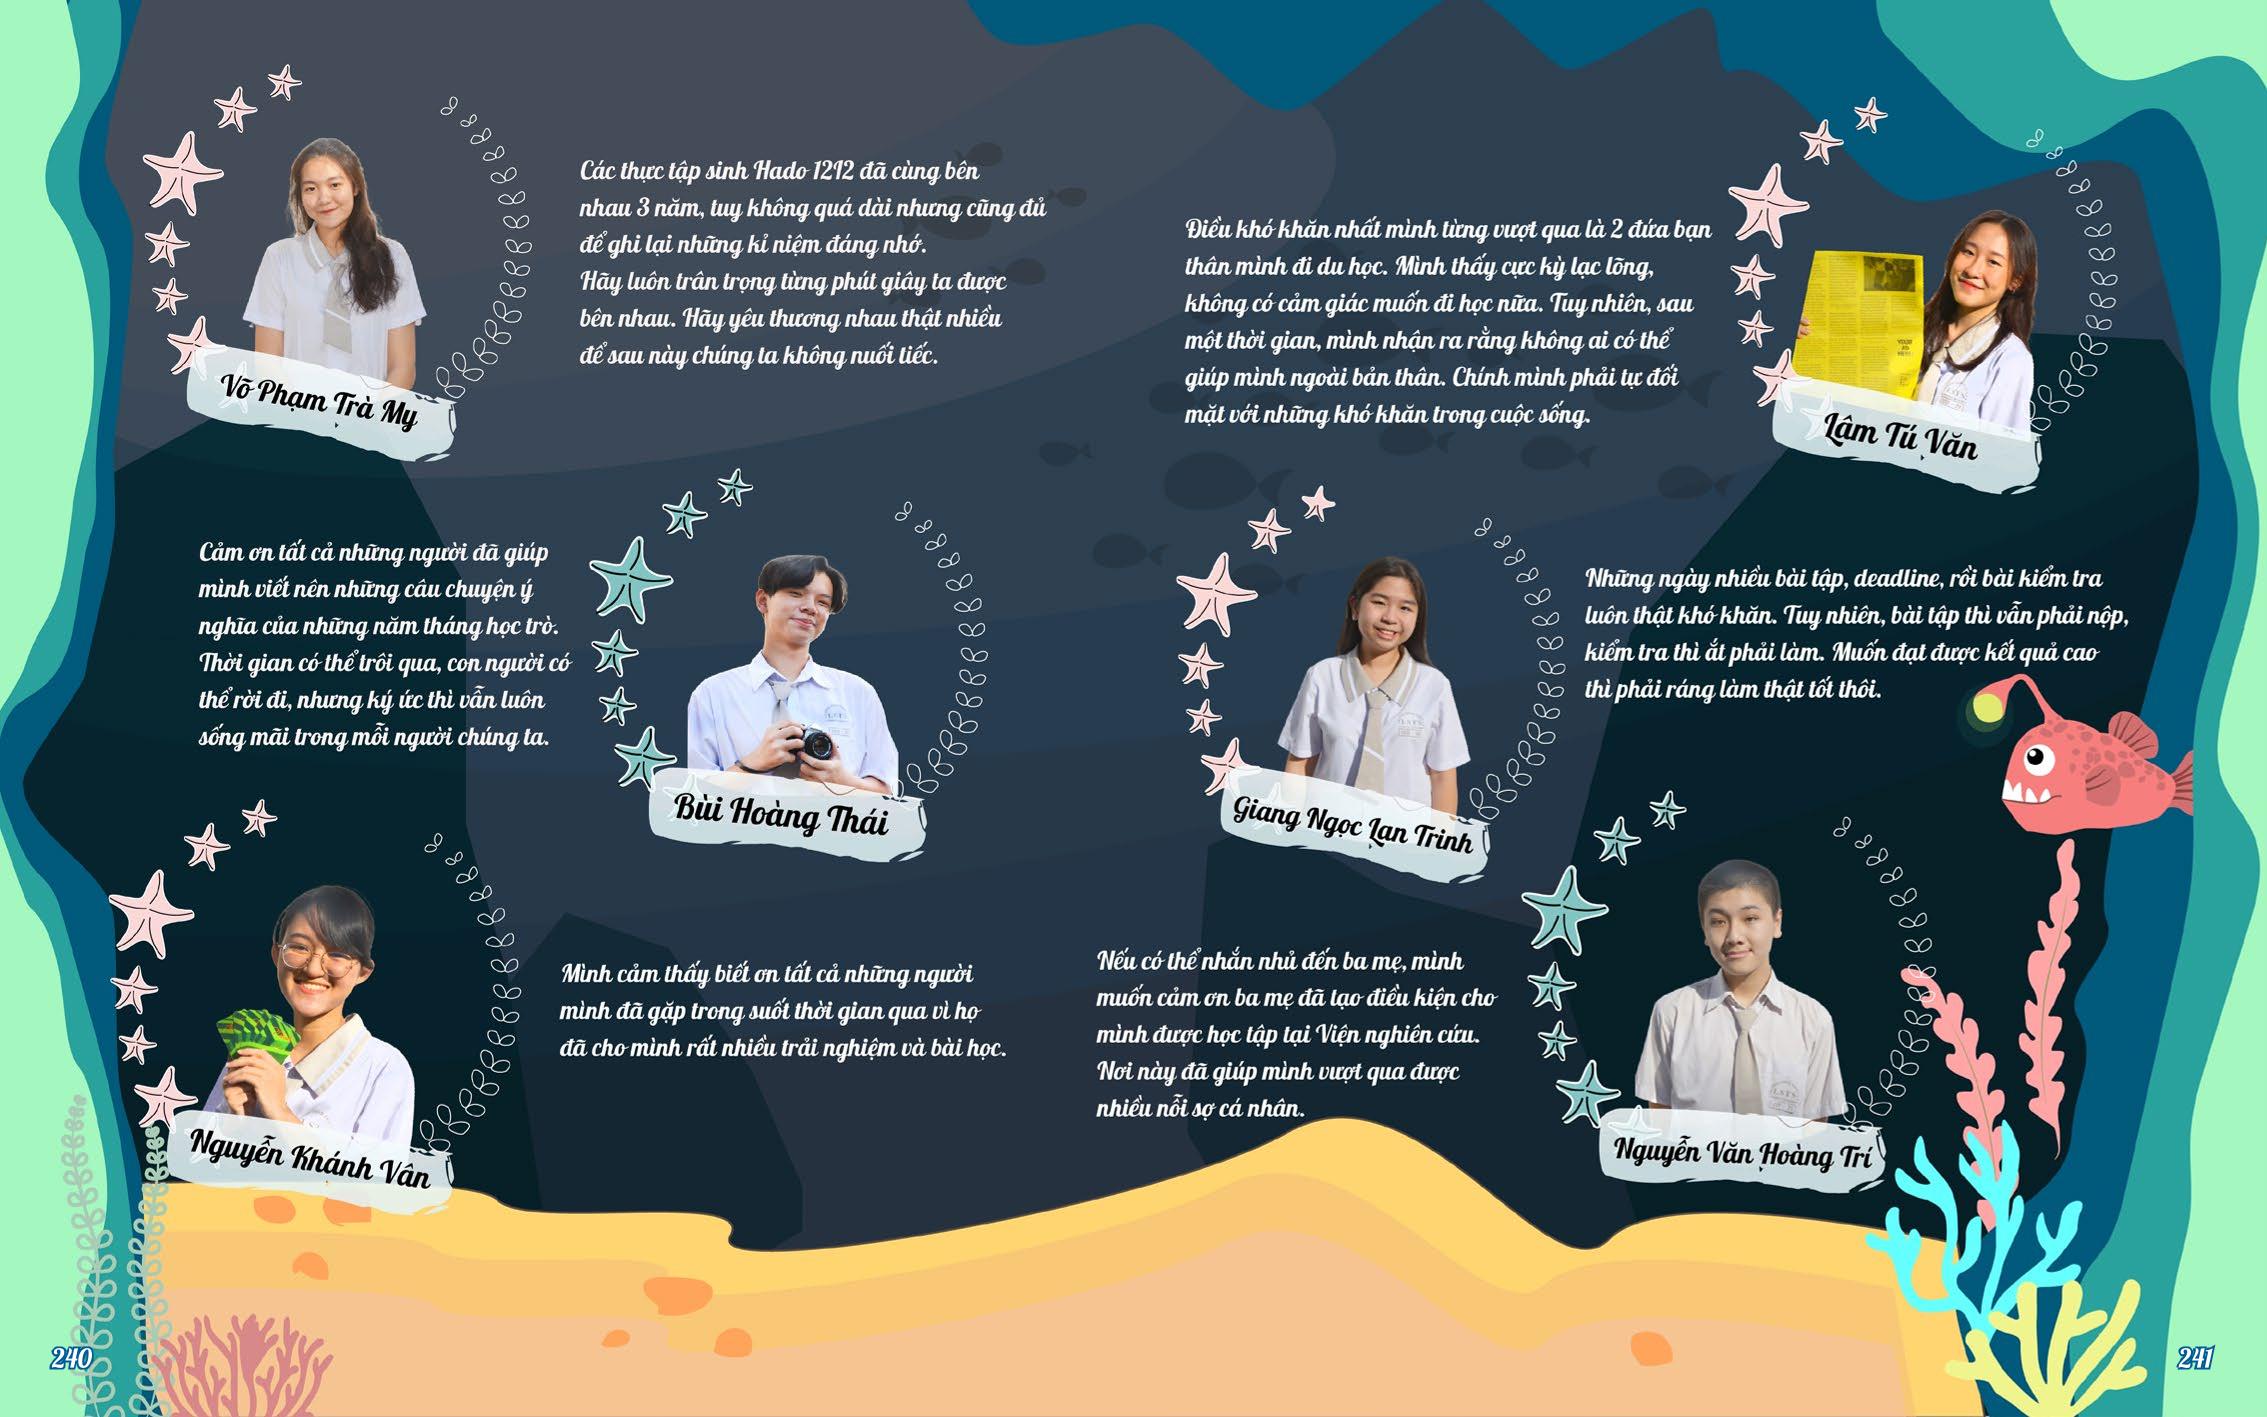 Các thực tập sinh Hado 1212 đã cùng bên
nhau 3 năm, tuy không quá dài nhưng cũng đủ
để ghi lại những kỉ niệm đáng nhớ.
Hãy luôn trân trọng từng phút giây ta được
bên nhau. Hãy yêu thương nhau thật nhiều
để sau này chúng ta không nuối tiếc.
Võ Phạm Trà My
Cảm ơn tất cả những người đã giúp
mình viết nên những câu chuyện ý
nghĩa của những năm tháng học trò.
Thời gian có thể trôi qua, con người có
thể rời đi, nhưng ký ức thì vẫn luôn
sống mãi trong mỗi người chúng ta.
Bùi Hoàng Thái
LSTS
Mình cảm thấy biết ơn tất cả những người
mình đã gặp trong suốt thời gian qua vì họ
đã cho mình rất nhiều trải nghiệm và bài học.
Nguyễn Khánh Vân
240
Điều khó khăn nhất mình từng vượt qua là 2 đứa bạn
thân mình đi du học. Mình thấy cực kỳ lạc lõng,
không có cảm giác muốn đi học nữa. Tuy nhiên, sau
một thời gian, mình nhận ra rằng không ai có thể
giúp mình ngoài bản thân. Chính mình phải tự đối
mặt với những khó khăn trong cuộc sống.
YOUR
AD
HERE
LSTS
Lâm Tú Văn
Những ngày nhiều bài tập, deadline, rồi bài kiểm tra
luôn thật khó khăn. Tuy nhiên, bài tập thì vẫn phải nộp,
kiểm tra thì ắt phải làm. Muốn đạt được kết quả cao
thì phải ráng làm thật tốt thôi.
LSTS
Giang Ngọc Lan Trinh
Nếu có thể nhắn nhủ đến ba mẹ, mình
muốn cảm ơn ba mẹ đã tạo điều kiện cho
mình được học tập tại Viện nghiên cứu.
Nơi này đã giúp mình vượt qua được
nhiều nỗi sợ cá nhân.
LSTS
Nguyễn Văn Hoàng Trí
241